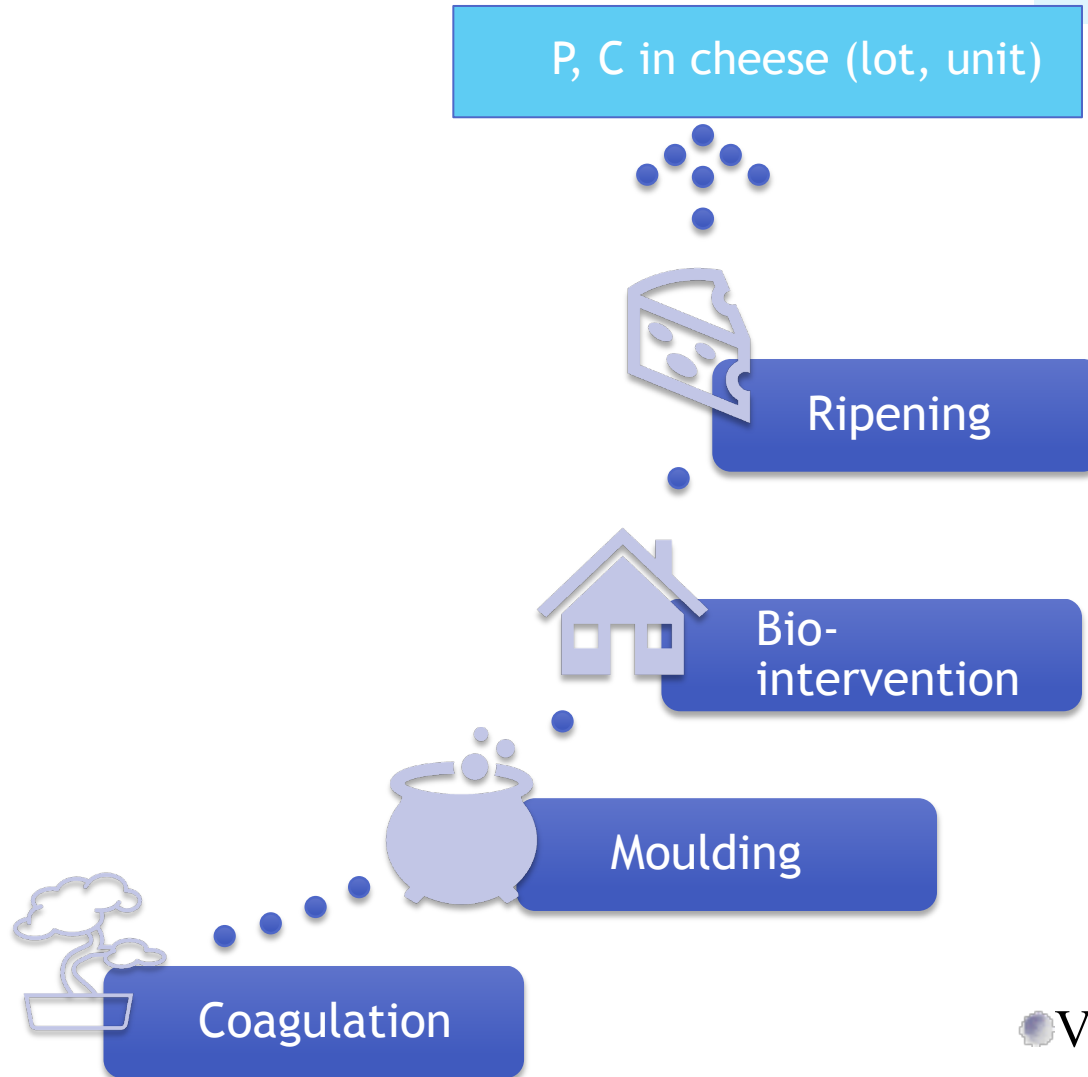 P, C in cheese (lot, unit)
Ripening
Bio-
intervention
Moulding
Coagulation
V